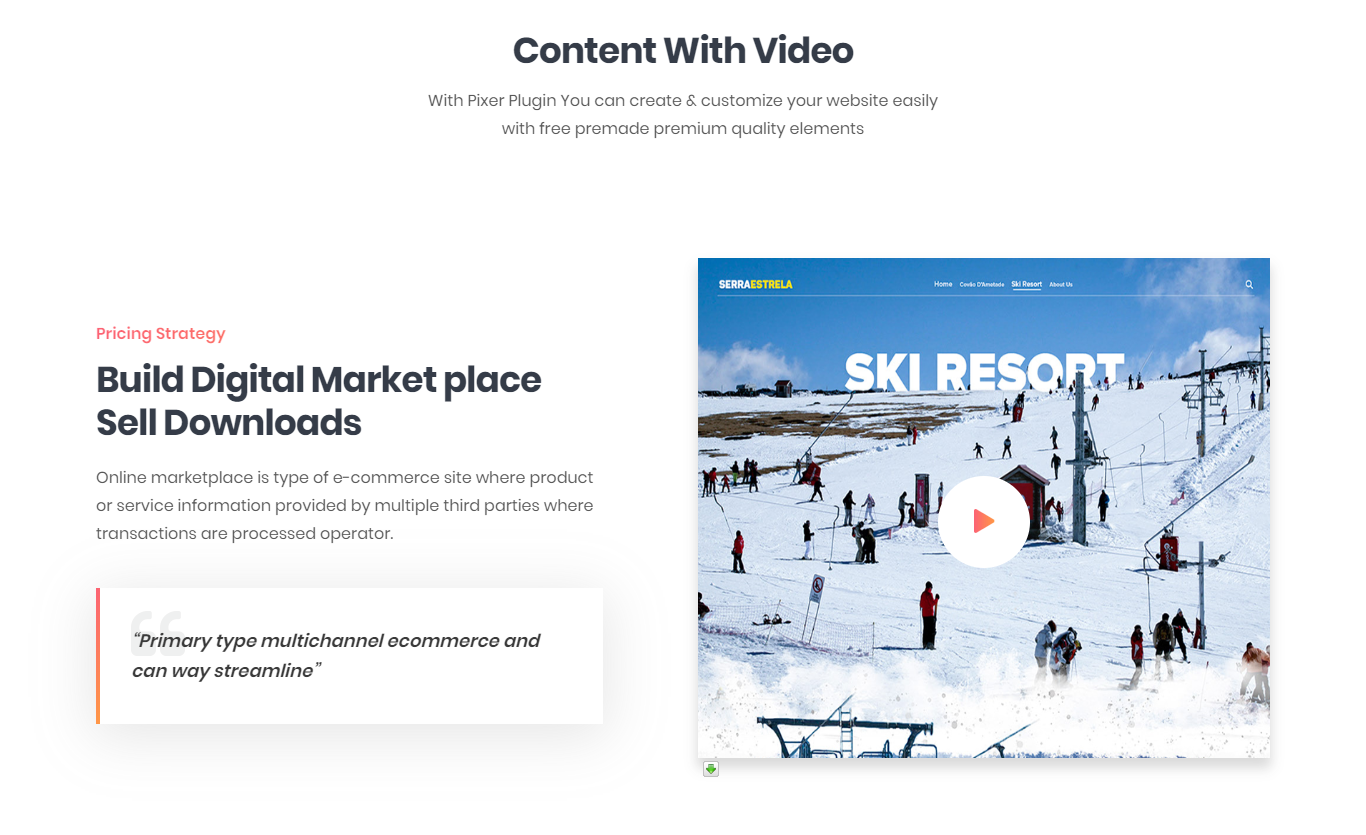 Content With Video
With Pixer Plugin You can create & customize your website easily
with free premade premium quality elements
Pricing Strategy
Build Digital Market place
Sell Downloads
Online marketplace is type of e-commerce site where product
or service information provided by multiple third parties where
transactions are processed operator.
“Primary type multichannel ecommerce and
can way streamline”
SERRAESTRELA
Home Covão D'Ametade Ski Resort About Us
SKI RESORT